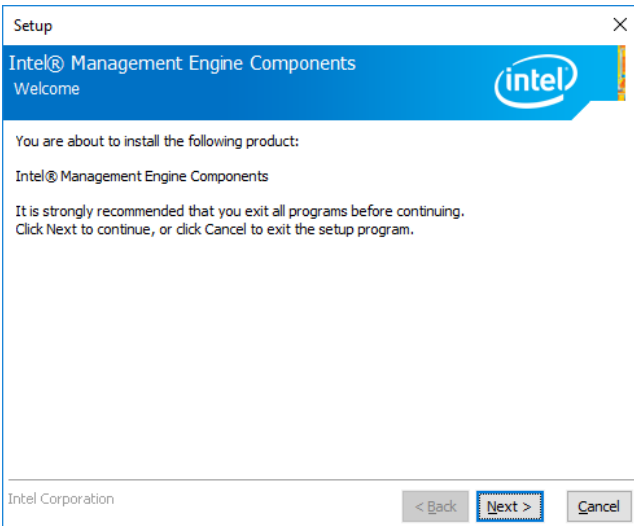 Setup
Intel® Management Engine Components
Welcome
intel
You are about to install the following product:
Intel® Management Engine Components
It is strongly recommended that you exit all programs before continuing.
Click Next to continue, or click Cancel to exit the setup program.
Intel Corporation
< Back Next > Cancel